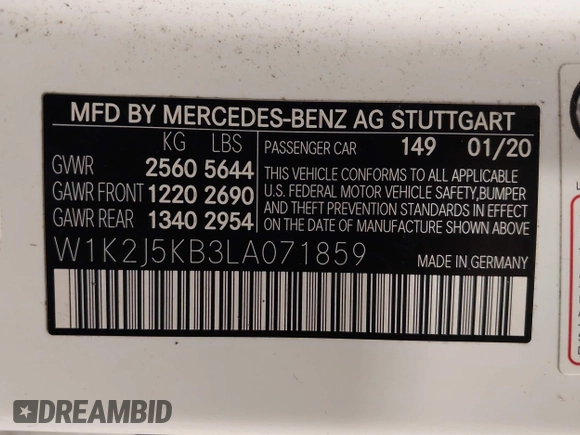 MFD BY MERCEDES-BENZ AG STUTTGART
KG LBS
GVWR 2560 5644
GAWR FRONT 1220 2690
GAWR REAR 1340 2954
PASSENGER CAR 149 01/20
THIS VEHICLE CONFORMS TO ALL APPLICABLE
U.S. FEDERAL MOTOR VEHICLE SAFETY,BUMPER
AND THEFT PREVENTION STANDARDS IN EFFECT
ON THE DATE OF MANUFACTURE SHOWN ABOVE.
W1K2J5KB3LA071859
MADE IN GERMANY
DREAMBID